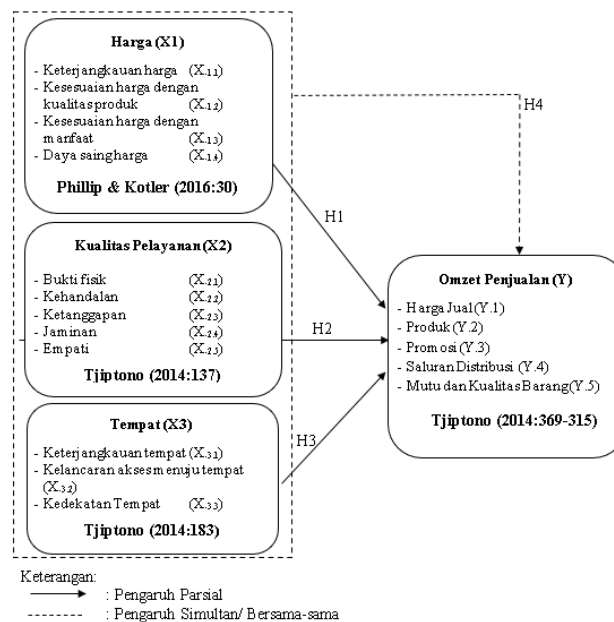 Harga (X1)
- Keterjangkauan harga (X.1.1)
- Kesesuaian harga dengan
kualitas produk (X.1.2)
- Kesesuaian harga dengan
manfaat (X.1.3)
- Daya saing harga (X.1.4)
Phillip & Kotler (2016:30)
Kualitas Pelayanan (X2)
- Bukti fisik (X.2.1)
- Kehandalan (X.2.2)
- Ketanggapan (X.2.3)
- Jaminan (X.2.4)
- Empati (X.2.5)
Tjiptono (2014:137)
Tempat (X3)
- Keterjangkauan tempat (X.3.1)
- Kelancaran akses menuju tempat
(X.3.2)
- Kedekatan Tempat (X.3.3)
Tjiptono (2014:183)
H1
H2
H3
H4
Omzet Penjualan (Y)
- Harga Jual (Y.1)
- Produk (Y.2)
- Promosi (Y.3)
- Saluran Distribusi (Y.4)
- Mutu dan Kualitas Barang(Y.5)
Tjiptono (2014:369-315)
Keterangan:
: Pengaruh Parsial
: Pengaruh Simultan/ Bersama-sama